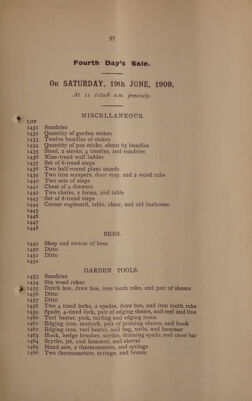 57
Fourth Day's Sale.
On SATURDAY, 19th JUNE, 1909,
At 11 o'clock a.m. precisely.
MISCELLANEOUS.
LOT
1431 Sundries
1432 Quantity of garden stakes
1433 Twelve bundles of stakes
1434 Quantity of pea sticks, about 65 bundles
1435 Stool, 2 sieves, 4 trestles, and sundries
1436 Nine-tread wall ladder
1437 Set of 6-tread steps
1438 Two half-round plant stands
1439 Two iron scrapers, door stop, and 2 wood tubs
1440 Two sets of steps
1441 Chest of 9 drawers
1442 Two chairs, 2 forms, and table
1443 Set of 8-tread steps
1444 Corner cupboard, table, chair, and old beehouse
1445
1446
1447
1448
BEES.
1449 Skep and swarm of bees
1450 Ditto
1451 Ditto
1452
GARDEN TOOLS.
1453 Sundries
1454 Six wood rakes
1455 Dutch hoe, draw hoe, iron tooth rake, and pair of shears
1456 Ditto
1457 Ditto
1458 Two 4 tined forks, 2 spades, draw hoe, and iron tooth rake
1459 Spade, 4-tined fork, pair of edging shears, and reel and line
1460 Turf beater, pick, turfing and edging irons.
1461 Edging iron, mattock, pair of pruning shears, and hook
1462 Edging iron, turf beater, nail bag, nails, and hammer
1463 Hook, hedge brusher, scythe, draining spade, and crow bar
1464 Scythe, jet, coal hammer, and shovel
1465 Hand saw, 2 thermometers, and syringe
1466 Two thermometers, syringe, and broom